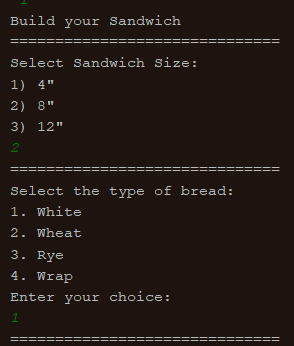 1
Build your Sandwich
==============================
Select Sandwich Size:
1) 4"
2) 8"
3) 12"
2
==============================
Select the type of bread:
1. White
2. Wheat
3. Rye
4. Wrap
Enter your choice:
1
==============================